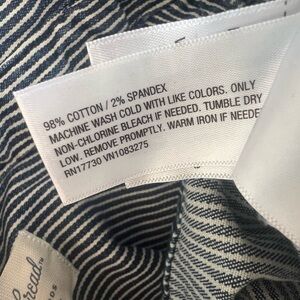 98% COTTON / 2% SPANDEX
MACHINE WASH COLD WITH LIKE COLORS. ONLY
NON-CHLORINE BLEACH IF NEEDED. TUMBLE DRY
LOW. REMOVE PROMPTLY. WARM IRON IF NEEDE
RN17730 VN1083275